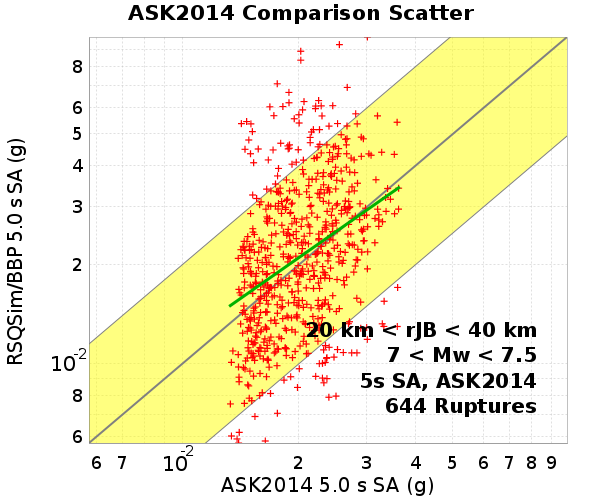 ASK2014 Comparison Scatter
RSQSim/BBP 5.0 s SA (g)
8
6
5
4
3
2
10-2
8
6
20 km < rJB < 40 km
7 < Mw < 7.5
5s SA, ASK2014
644 Ruptures
6 7 10-2 2 3 4 5 6 7 8 9
ASK2014 5.0 s SA (g)